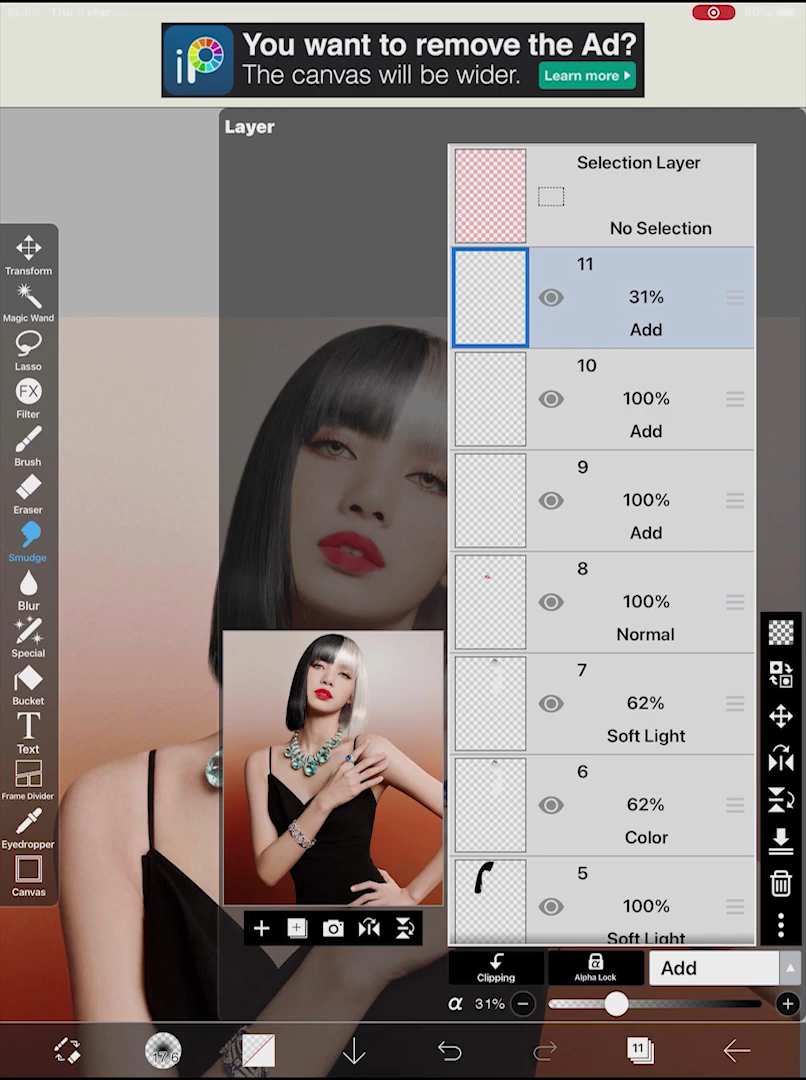 iP
You want to remove the Ad?
The canvas will be wider.
Learn more
Layer
Selection Layer
No Selection
11
31%
Add
10
100%
Add
9
100%
Add
8
100%
Normal
7
62%
Soft Light
6
62%
Color
5
100%
Soft Light
Transform
Magic Wand
Lasso
FX
Filter
Brush
Eraser
Smudge
Blur
Special
Bucket
T
Text
Frame Divider
Eyedropper
Canvas
Clipping
Alpha Lock
Add
α 31%
17.6
11